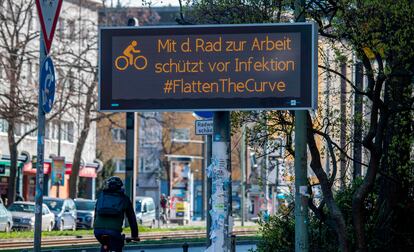 Mit d. Rad zur Arbeit
schützt vor Infektion
#FlattenTheCurve